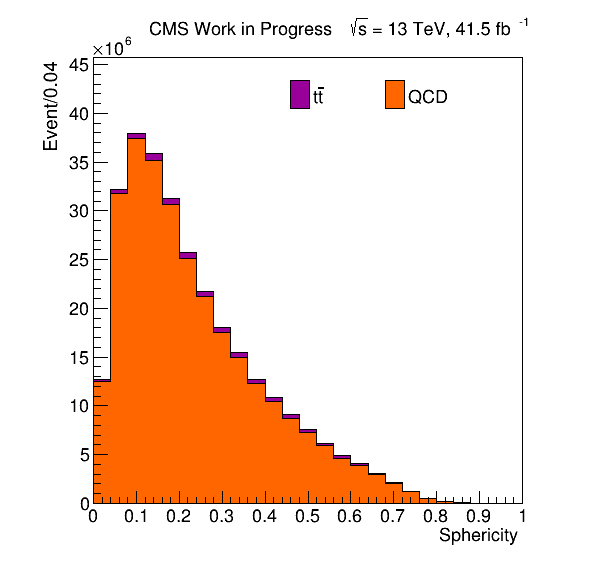 CMS Work in Progress √s = 13 TeV, 41.5 fb⁻¹
×10⁶
Event/0.04
45
40
35
30
25
20
15
10
5
0
tt̄
QCD
0 0.1 0.2 0.3 0.4 0.5 0.6 0.7 0.8 0.9 1
Sphericity